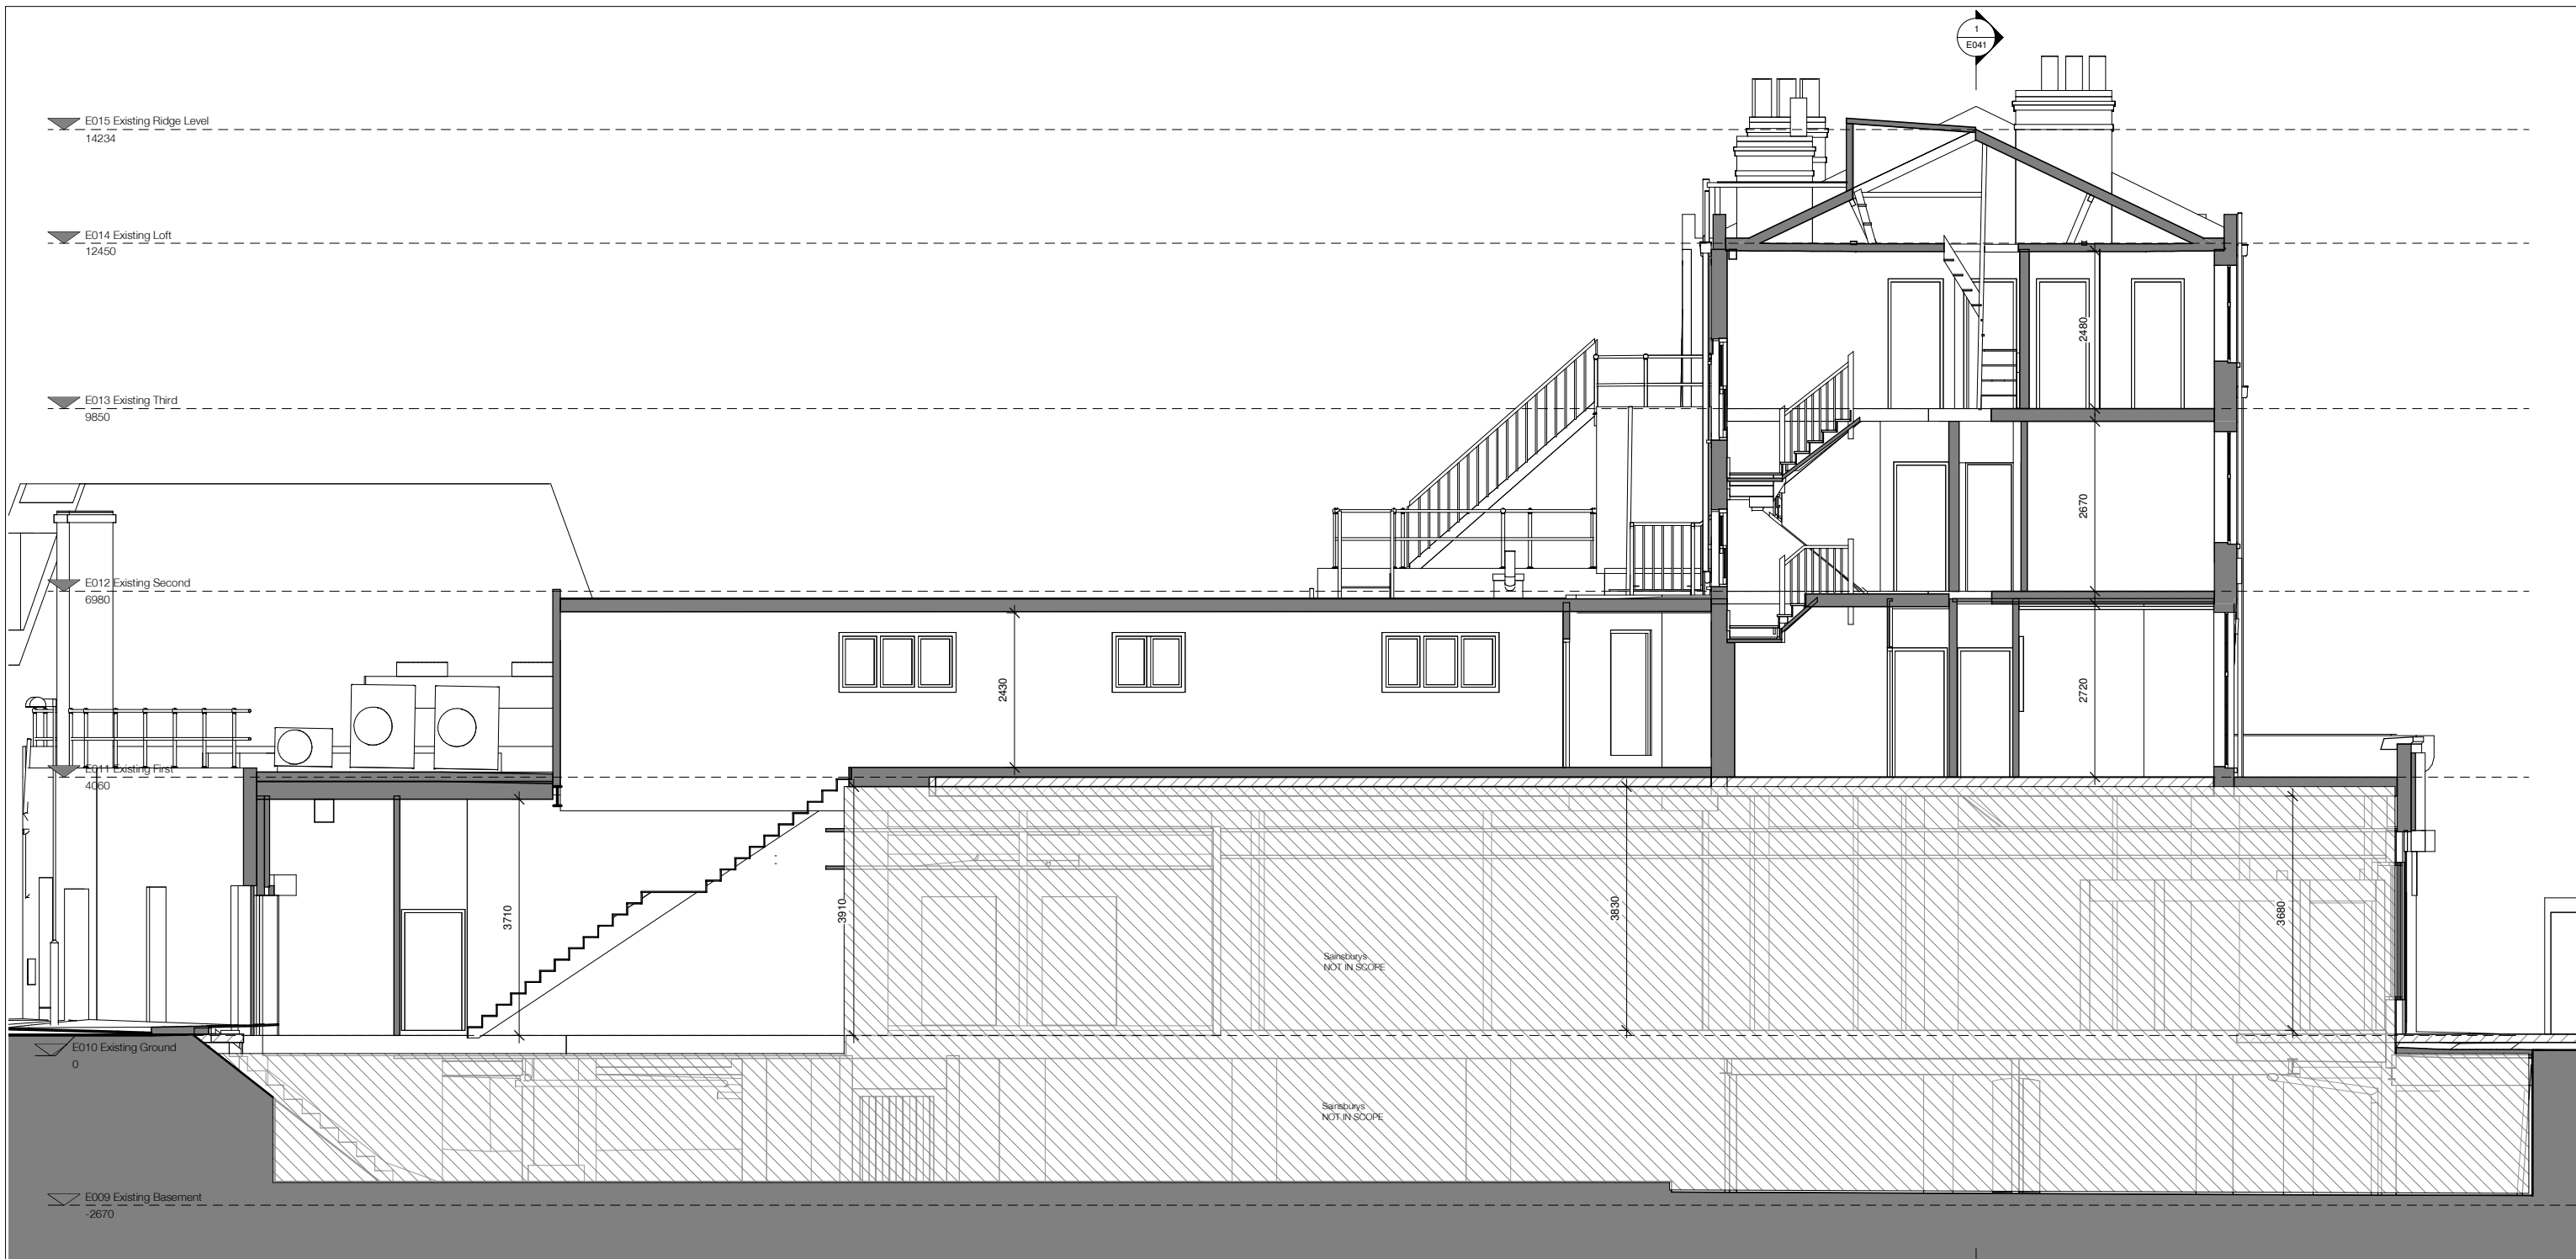 1
E041
E015 Existing Ridge Level
14234
E014 Existing Loft
12450
2480
E013 Existing Third
9850
2670
E012 Existing Second
6980
2430
2720
E011 Existing First
4060
3710
3910
3830
3680
Sainsburys
NOT IN SCOPE
E010 Existing Ground
0
Sainsburys
NOT IN SCOPE
E009 Existing Basement
-2670
1